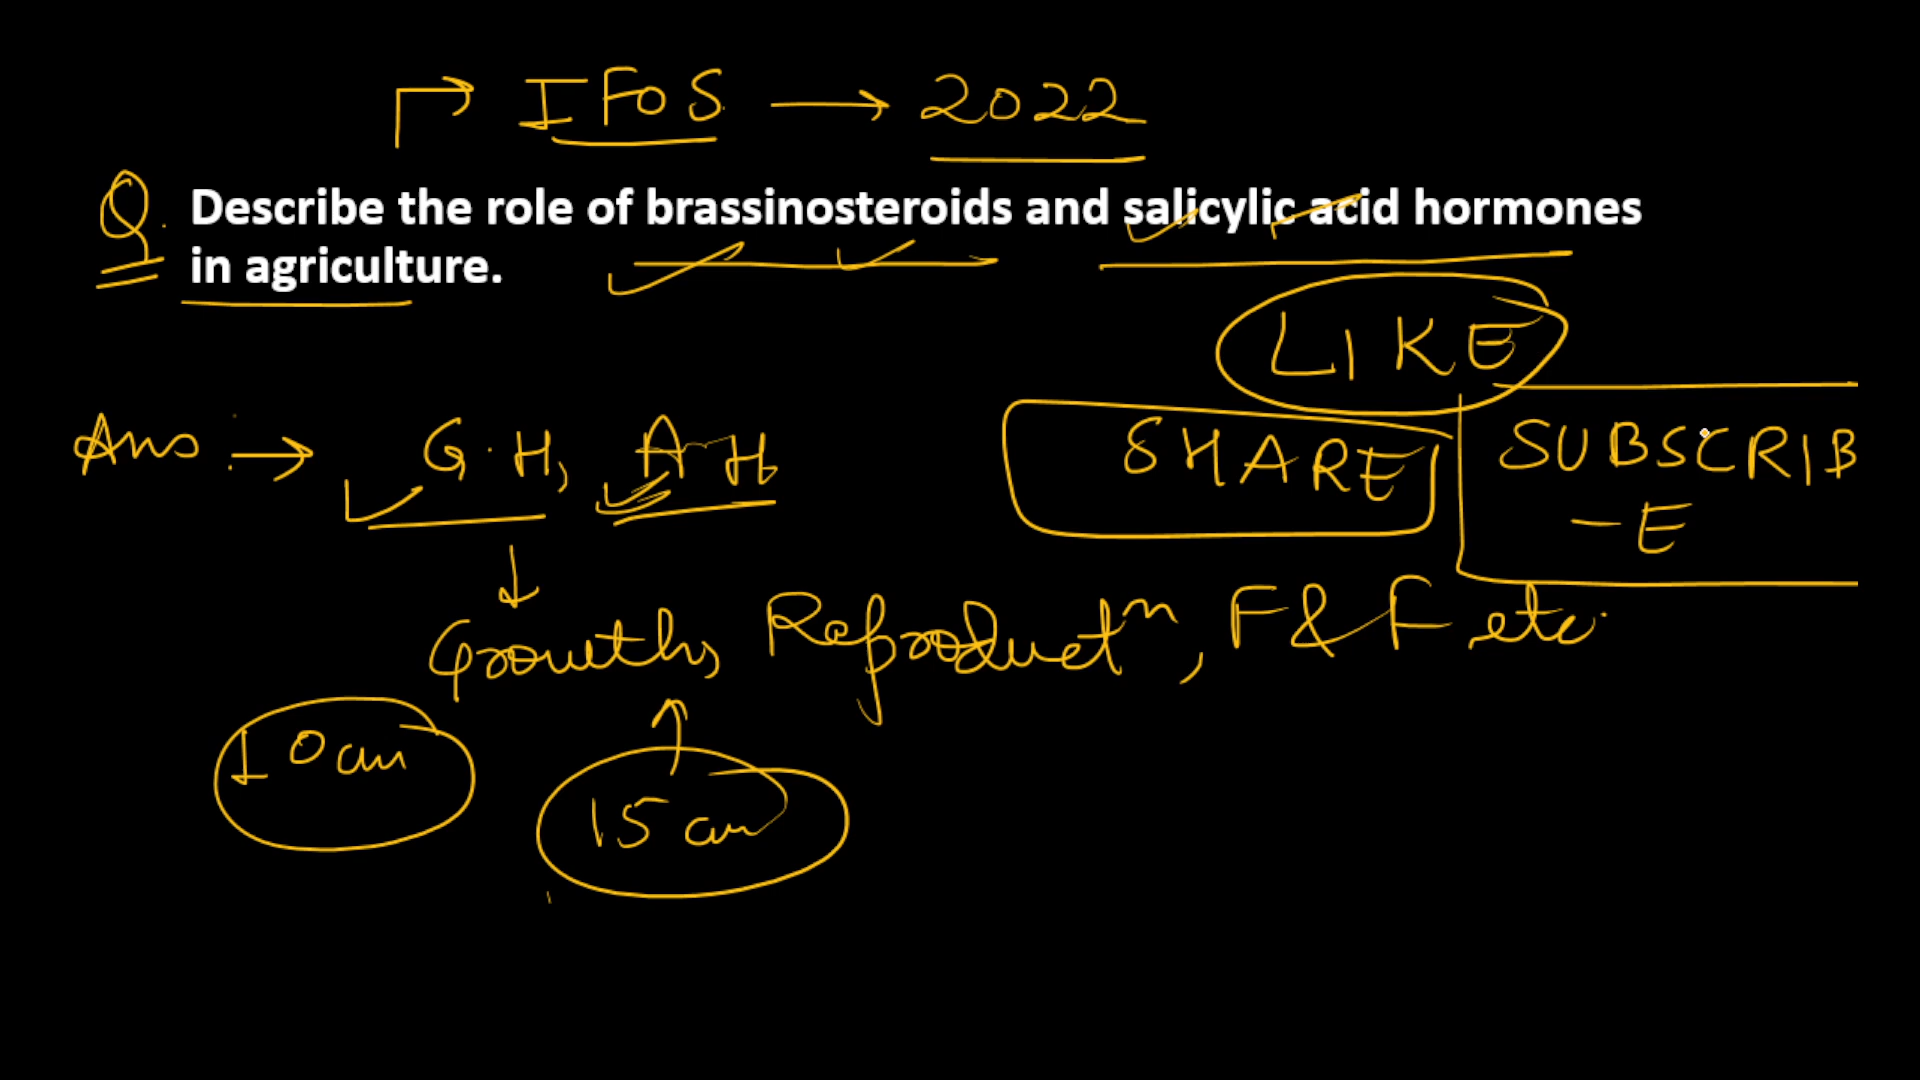 IFoS → 2022
Q. Describe the role of brassinosteroids and salicylic acid hormones
in agriculture.
LIKE
Ans :→ G.H, A H
SHARE
SUBSCRIB
-E
Growth, Reproductn, F & F etc.
10 cm
15 cm